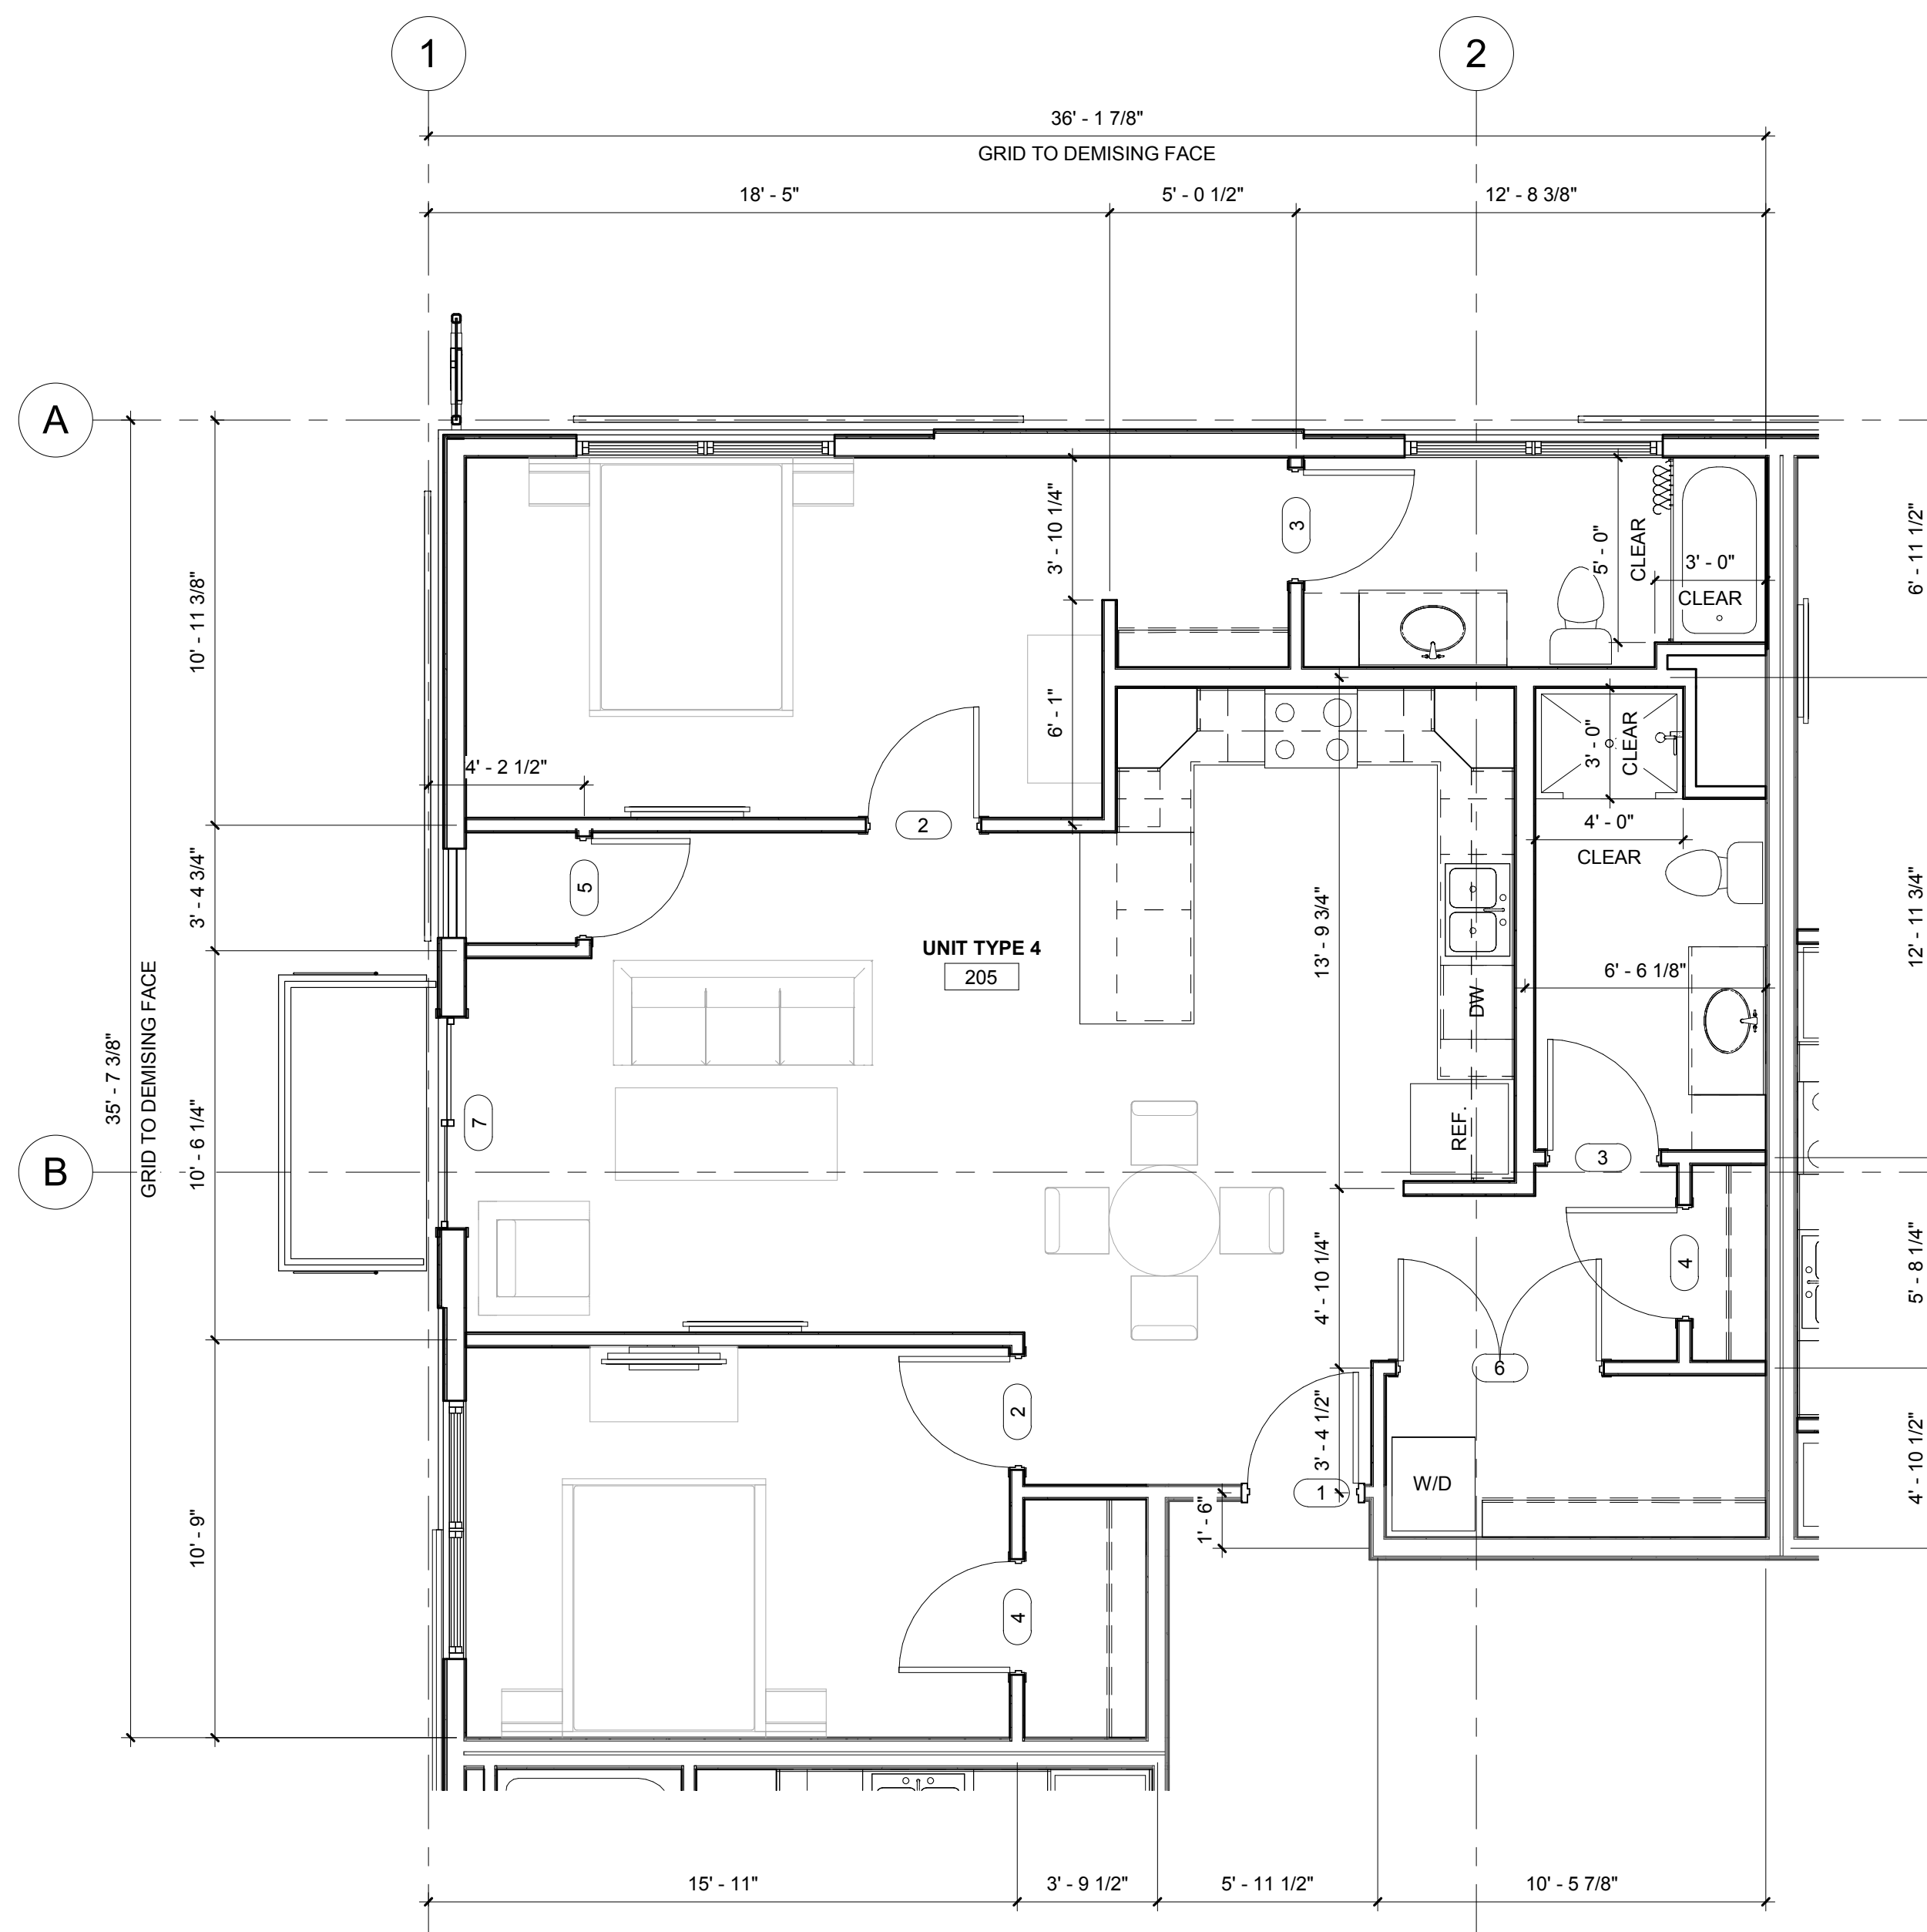 1
2
36' - 1 7/8"
GRID TO DEMISING FACE
18' - 5"
5' - 0 1/2"
12' - 8 3/8"
A
3' - 10 1/4"
3
5' - 0"
CLEAR
3' - 0"
CLEAR
6' - 11 1/2"
10' - 11 3/8"
6' - 1"
3' - 0"
CLEAR
4' - 2 1/2"
2
4' - 0"
CLEAR
3' - 4 3/4"
5
13' - 9 3/4"
12' - 11 3/4"
UNIT TYPE 4
205
6' - 6 1/8"
DW
35' - 7 3/8"
GRID TO DEMISING FACE
10' - 6 1/4"
7
REF.
B
3
4' - 10 1/4"
4
5' - 8 1/4"
6
2
3' - 4 1/2"
4' - 10 1/2"
W/D
1
1' - 6"
10' - 9"
4
15' - 11"
3' - 9 1/2"
5' - 11 1/2"
10' - 5 7/8"